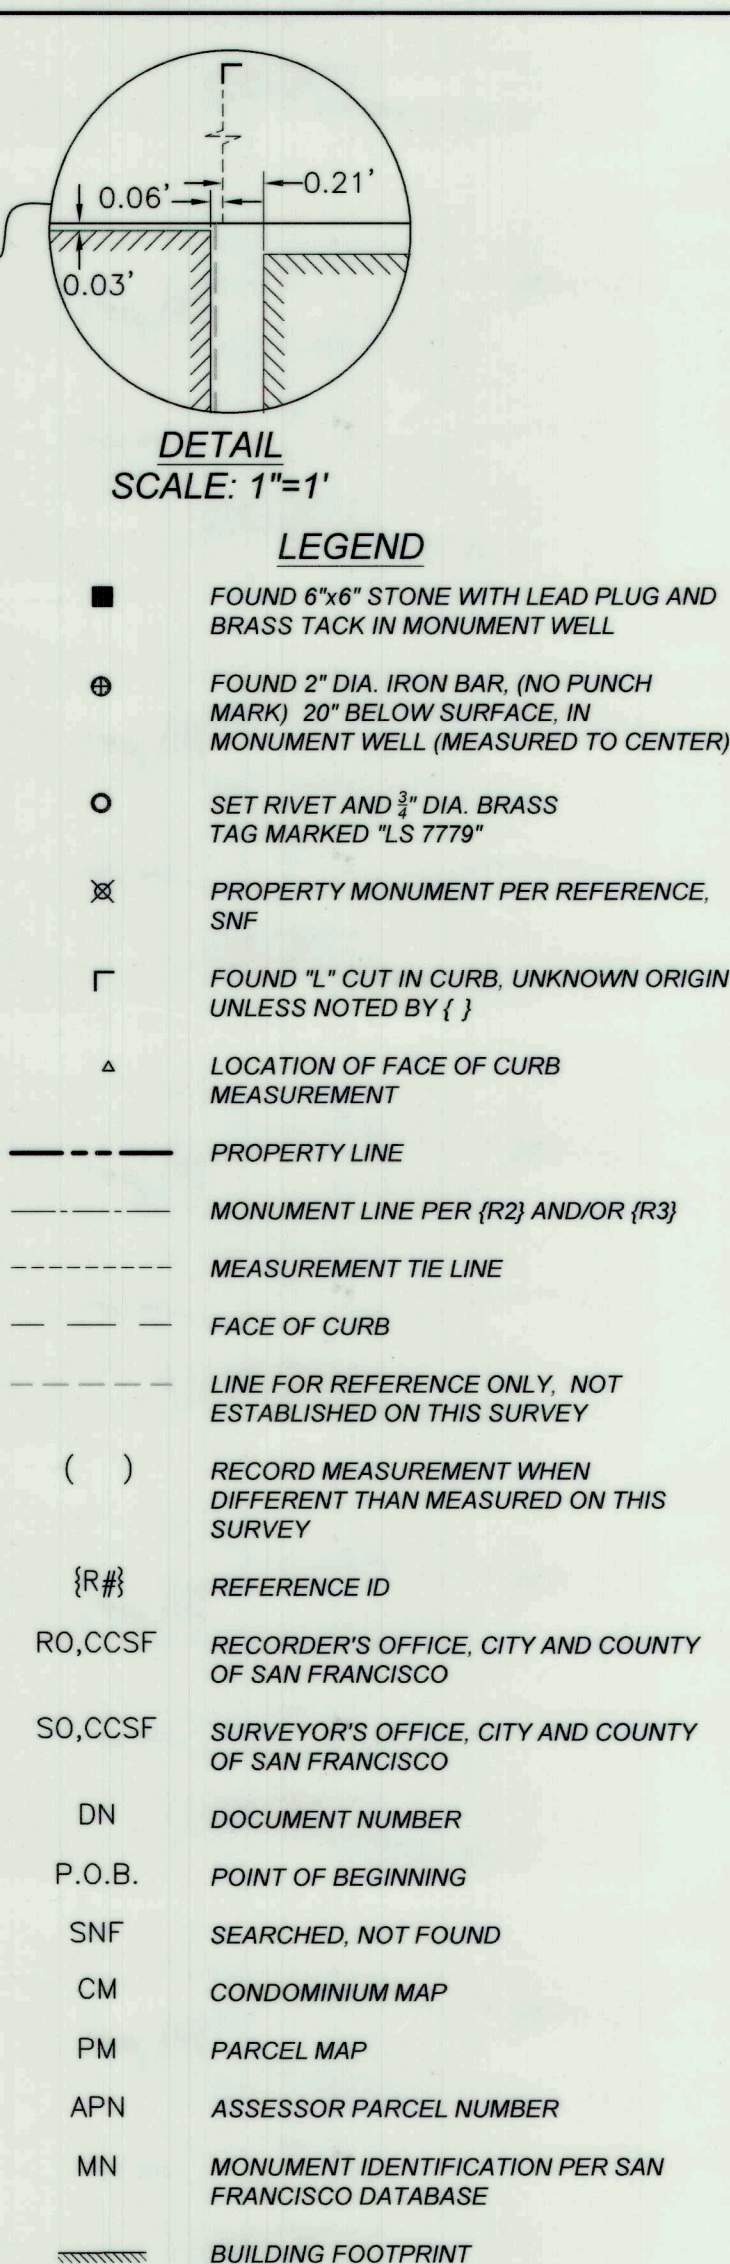 0.06' 0.21'
0.03'
DETAIL
SCALE: 1"=1'
LEGEND
FOUND 6"x6" STONE WITH LEAD PLUG AND
BRASS TACK IN MONUMENT WELL
FOUND 2" DIA. IRON BAR, (NO PUNCH
MARK) 20" BELOW SURFACE, IN
MONUMENT WELL (MEASURED TO CENTER)
SET RIVET AND 3/4" DIA. BRASS
TAG MARKED "LS 7779"
PROPERTY MONUMENT PER REFERENCE,
SNF
FOUND "L" CUT IN CURB, UNKNOWN ORIGIN
UNLESS NOTED BY { }
LOCATION OF FACE OF CURB
MEASUREMENT
PROPERTY LINE
MONUMENT LINE PER {R2} AND/OR {R3}
MEASUREMENT TIE LINE
FACE OF CURB
LINE FOR REFERENCE ONLY, NOT
ESTABLISHED ON THIS SURVEY
( ) RECORD MEASUREMENT WHEN
DIFFERENT THAN MEASURED ON THIS
SURVEY
{R#} REFERENCE ID
RO,CCSF RECORDER'S OFFICE, CITY AND COUNTY
OF SAN FRANCISCO
SO,CCSF SURVEYOR'S OFFICE, CITY AND COUNTY
OF SAN FRANCISCO
DN DOCUMENT NUMBER
P.O.B. POINT OF BEGINNING
SNF SEARCHED, NOT FOUND
CM CONDOMINIUM MAP
PM PARCEL MAP
APN ASSESSOR PARCEL NUMBER
MN MONUMENT IDENTIFICATION PER SAN
FRANCISCO DATABASE
BUILDING FOOTPRINT